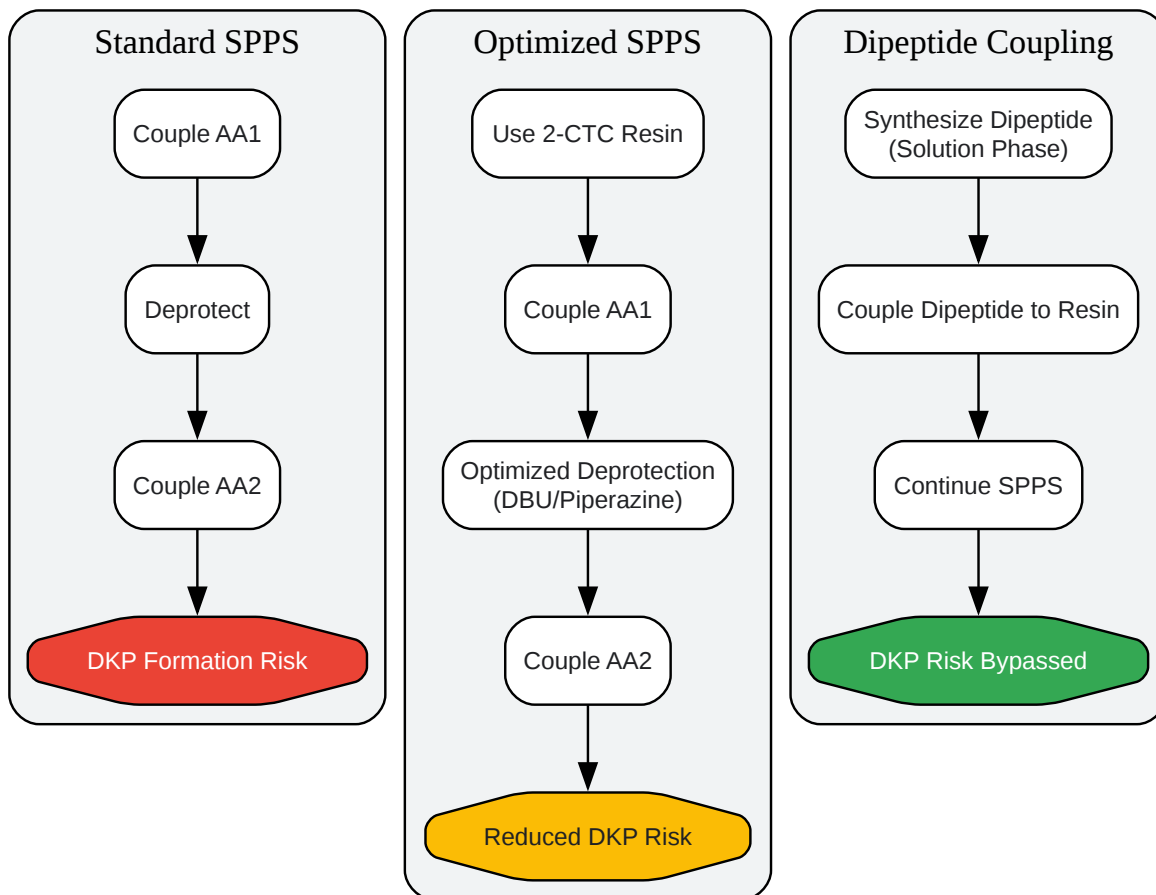 Standard SPPS
Couple AA1
Deprotect
Couple AA2
DKP Formation Risk
Optimized SPPS
Use 2-CTC Resin
Couple AA1
Optimized Deprotection
(DBU/Piperazine)
Couple AA2
Reduced DKP Risk
Dipeptide Coupling
Synthesize Dipeptide
(Solution Phase)
Couple Dipeptide to Resin
Continue SPPS
DKP Risk Bypassed